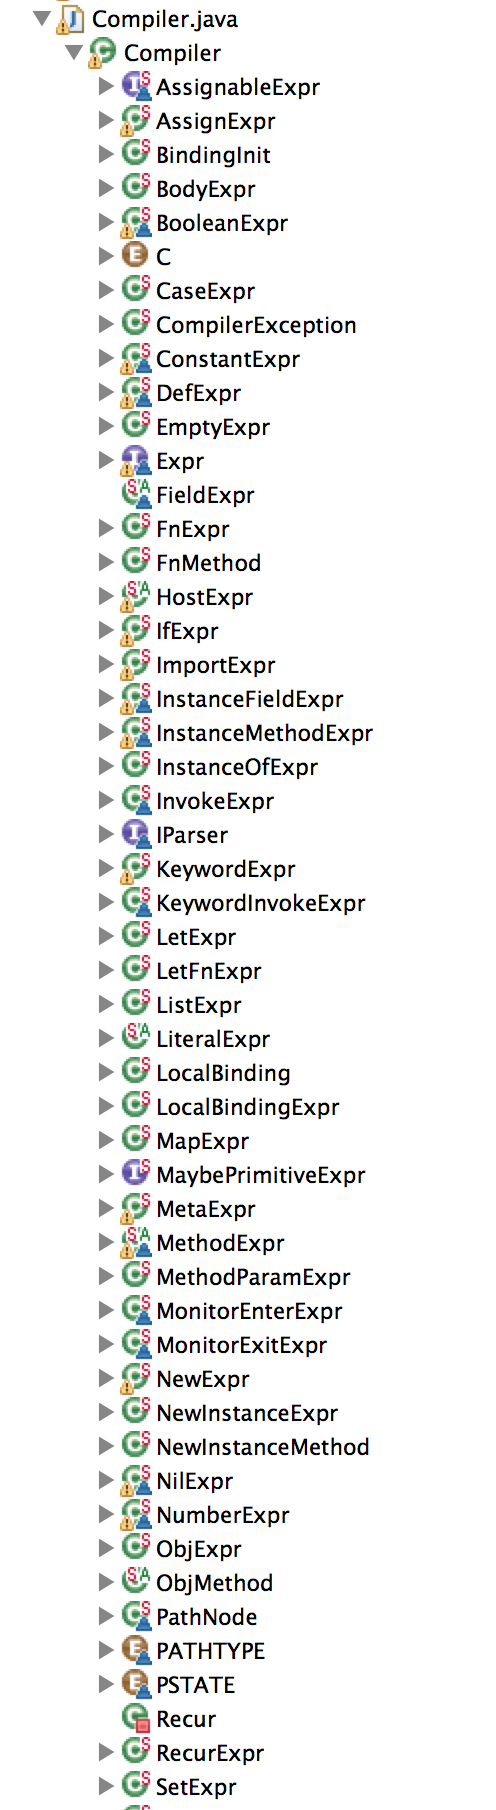 Compiler.java
Compiler
AssignableExpr
AssignExpr
BindingInit
BodyExpr
BooleanExpr
C
CaseExpr
CompilerException
ConstantExpr
DefExpr
EmptyExpr
Expr
FieldExpr
FnExpr
FnMethod
HostExpr
IfExpr
ImportExpr
InstanceFieldExpr
InstanceMethodExpr
InstanceOfExpr
InvokeExpr
IParser
KeywordExpr
KeywordInvokeExpr
LetExpr
LetFnExpr
ListExpr
LiteralExpr
LocalBinding
LocalBindingExpr
MapExpr
MaybePrimitiveExpr
MetaExpr
MethodExpr
MethodParamExpr
MonitorEnterExpr
MonitorExitExpr
NewExpr
NewInstanceExpr
NewInstanceMethod
NilExpr
NumberExpr
ObjExpr
ObjMethod
PathNode
PATHTYPE
PSTATE
Recur
RecurExpr
SetExpr